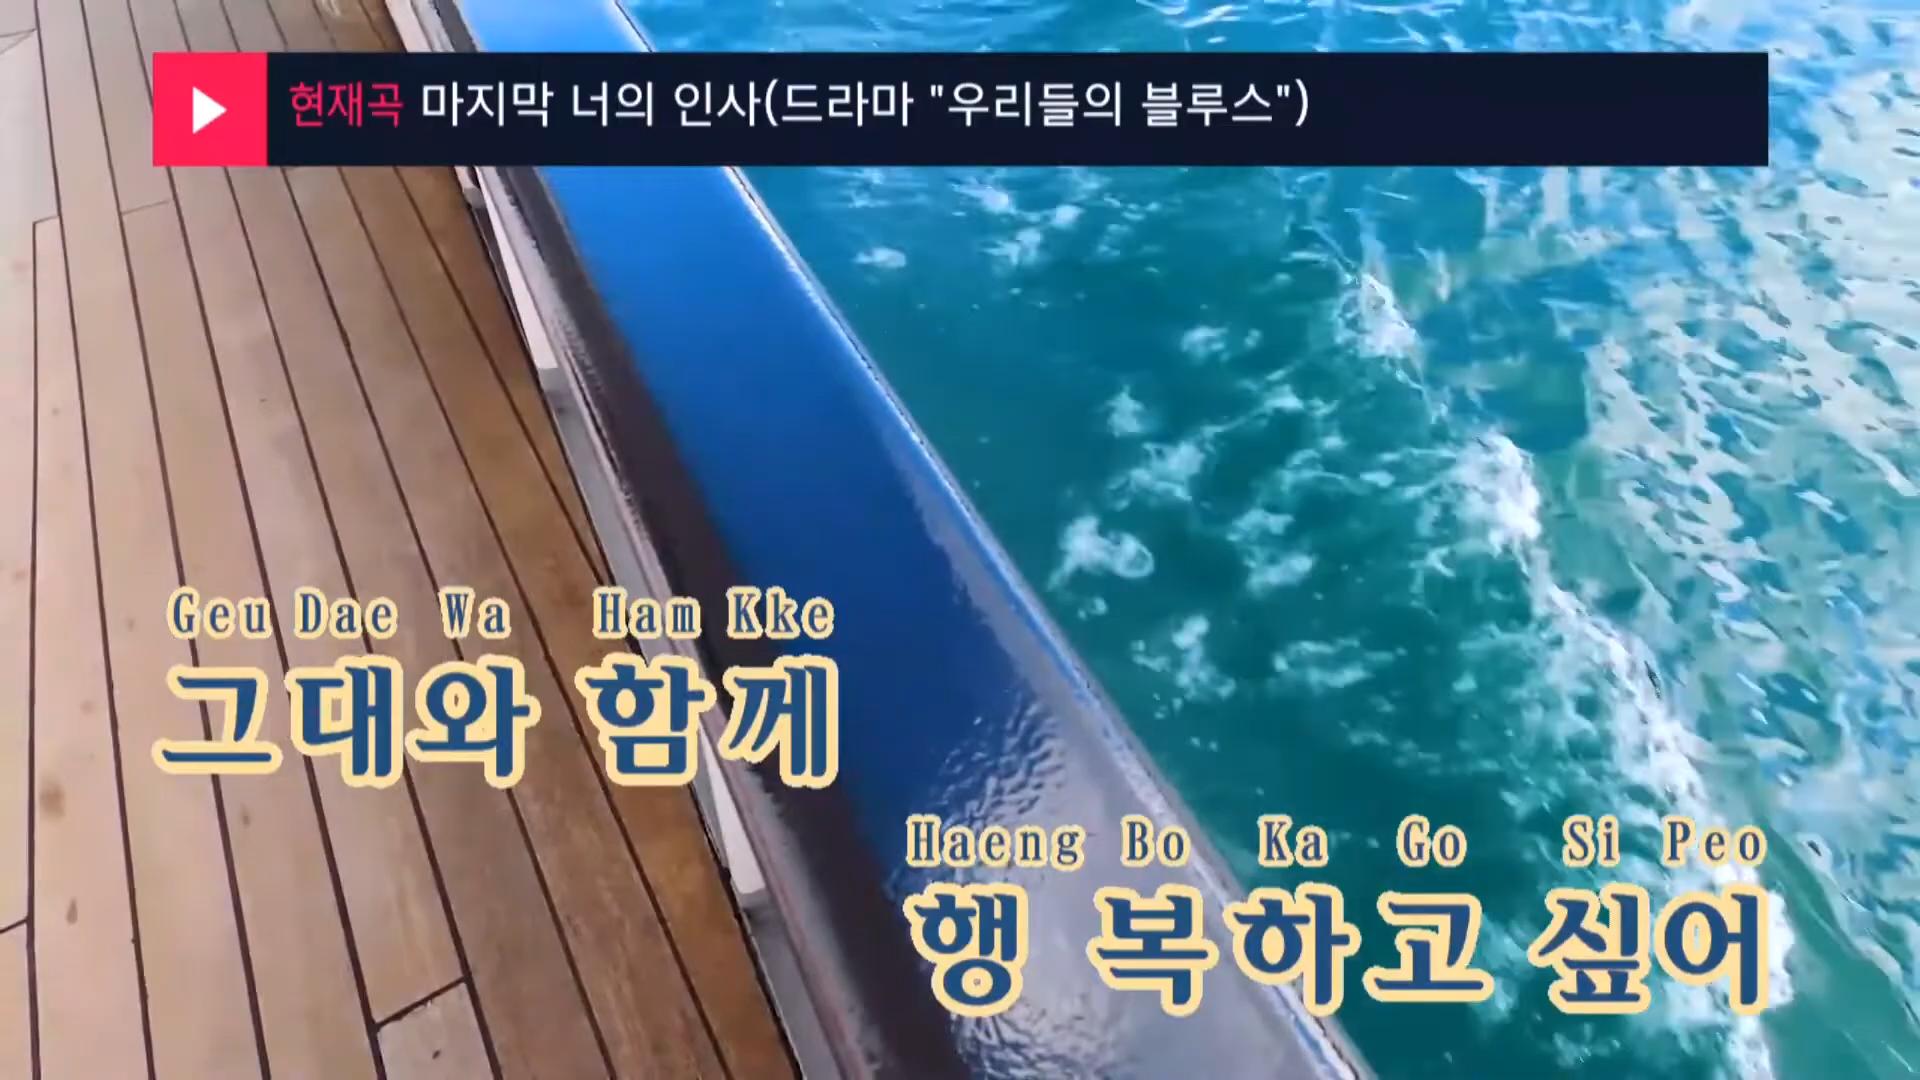 현재곡 마지막 너의 인사(드라마 "우리들의 블루스")
Geu Dae Wa Ham Kke
그대와 함께
Haeng Bo Ka Go Si Peo
행 복하고 싶어